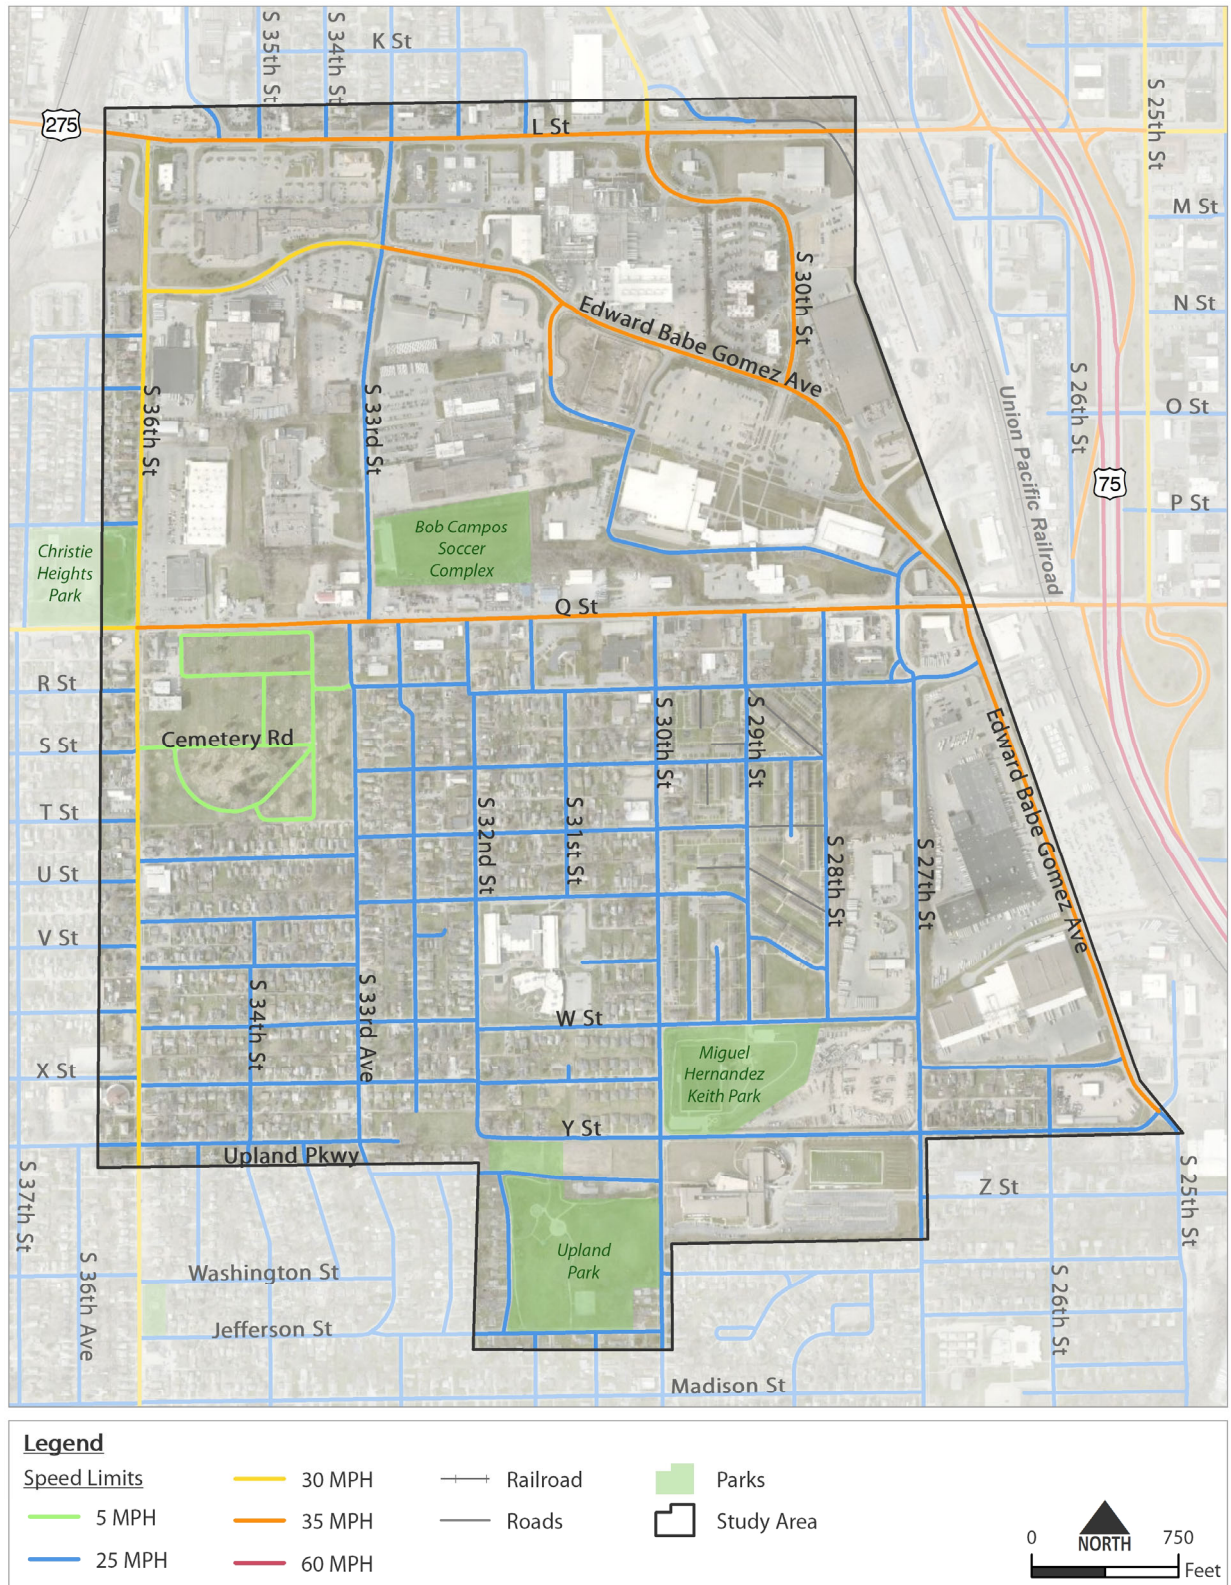 S 35th St
S 34th St
K St
275
L St
S 25th St
M St
N St
S 30th St
Edward Babe Gomez Ave
S 36th St
S 33rd St
Union Pacific Railroad
S 26th St
O St
75
P St
Bob Campos
Soccer
Complex
Christie
Heights
Park
Q St
R St
S St
Cemetery Rd
T St
U St
V St
S 30th St
S 29th St
Edward Babe Gomez Ave
S 32nd St
S 31st St
S 28th St
S 27th St
S 34th St
S 33rd Ave
W St
X St
Miguel
Hernandez
Keith Park
Y St
Upland Pkwy
S 37th St
S 36th Ave
Z St
S 25th St
Upland
Park
Washington St
Jefferson St
S 26th St
Madison St
Legend
Speed Limits
5 MPH
25 MPH
30 MPH
35 MPH
60 MPH
Railroad
Roads
Parks
Study Area
NORTH
0 750
Feet